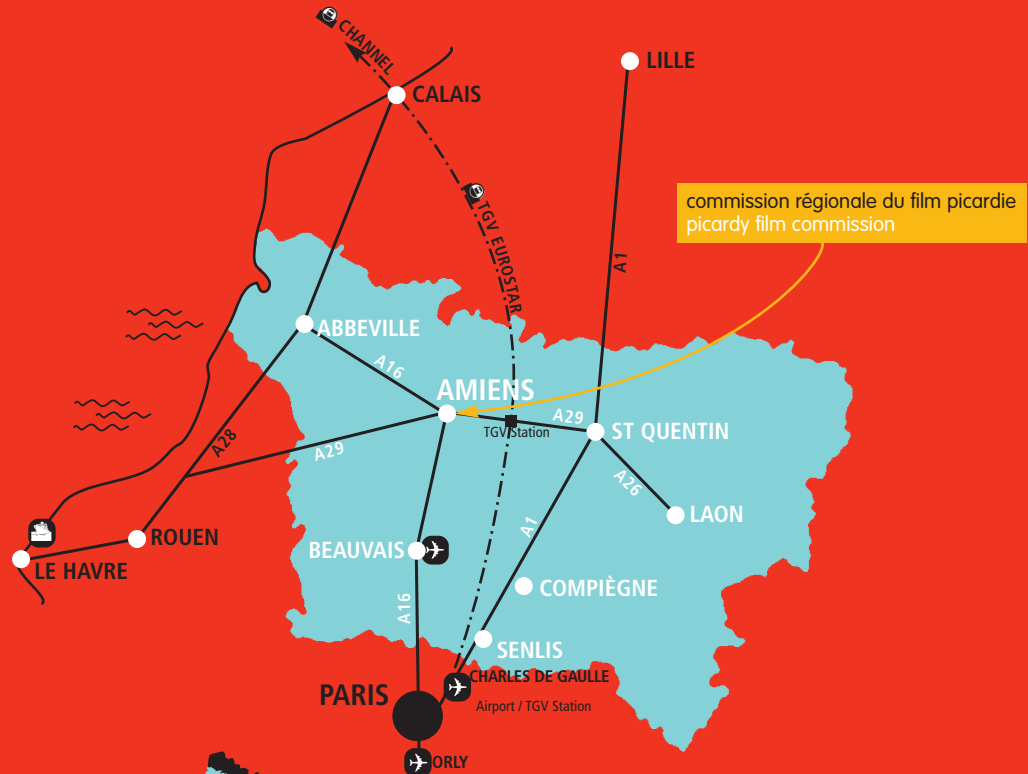 CHANNEL
LILLE
CALAIS
TGV EUROSTAR
commission régionale du film picardie
picardy film commission
A1
ABBEVILLE
A16
AMIENS
A29
TGV Station
ST QUENTIN
A28
A29
A26
LAON
A1
ROUEN
BEAUVAIS
LE HAVRE
COMPIÈGNE
A16
SENLIS
CHARLES DE GAULLE
PARIS
Airport / TGV Station
ORLY